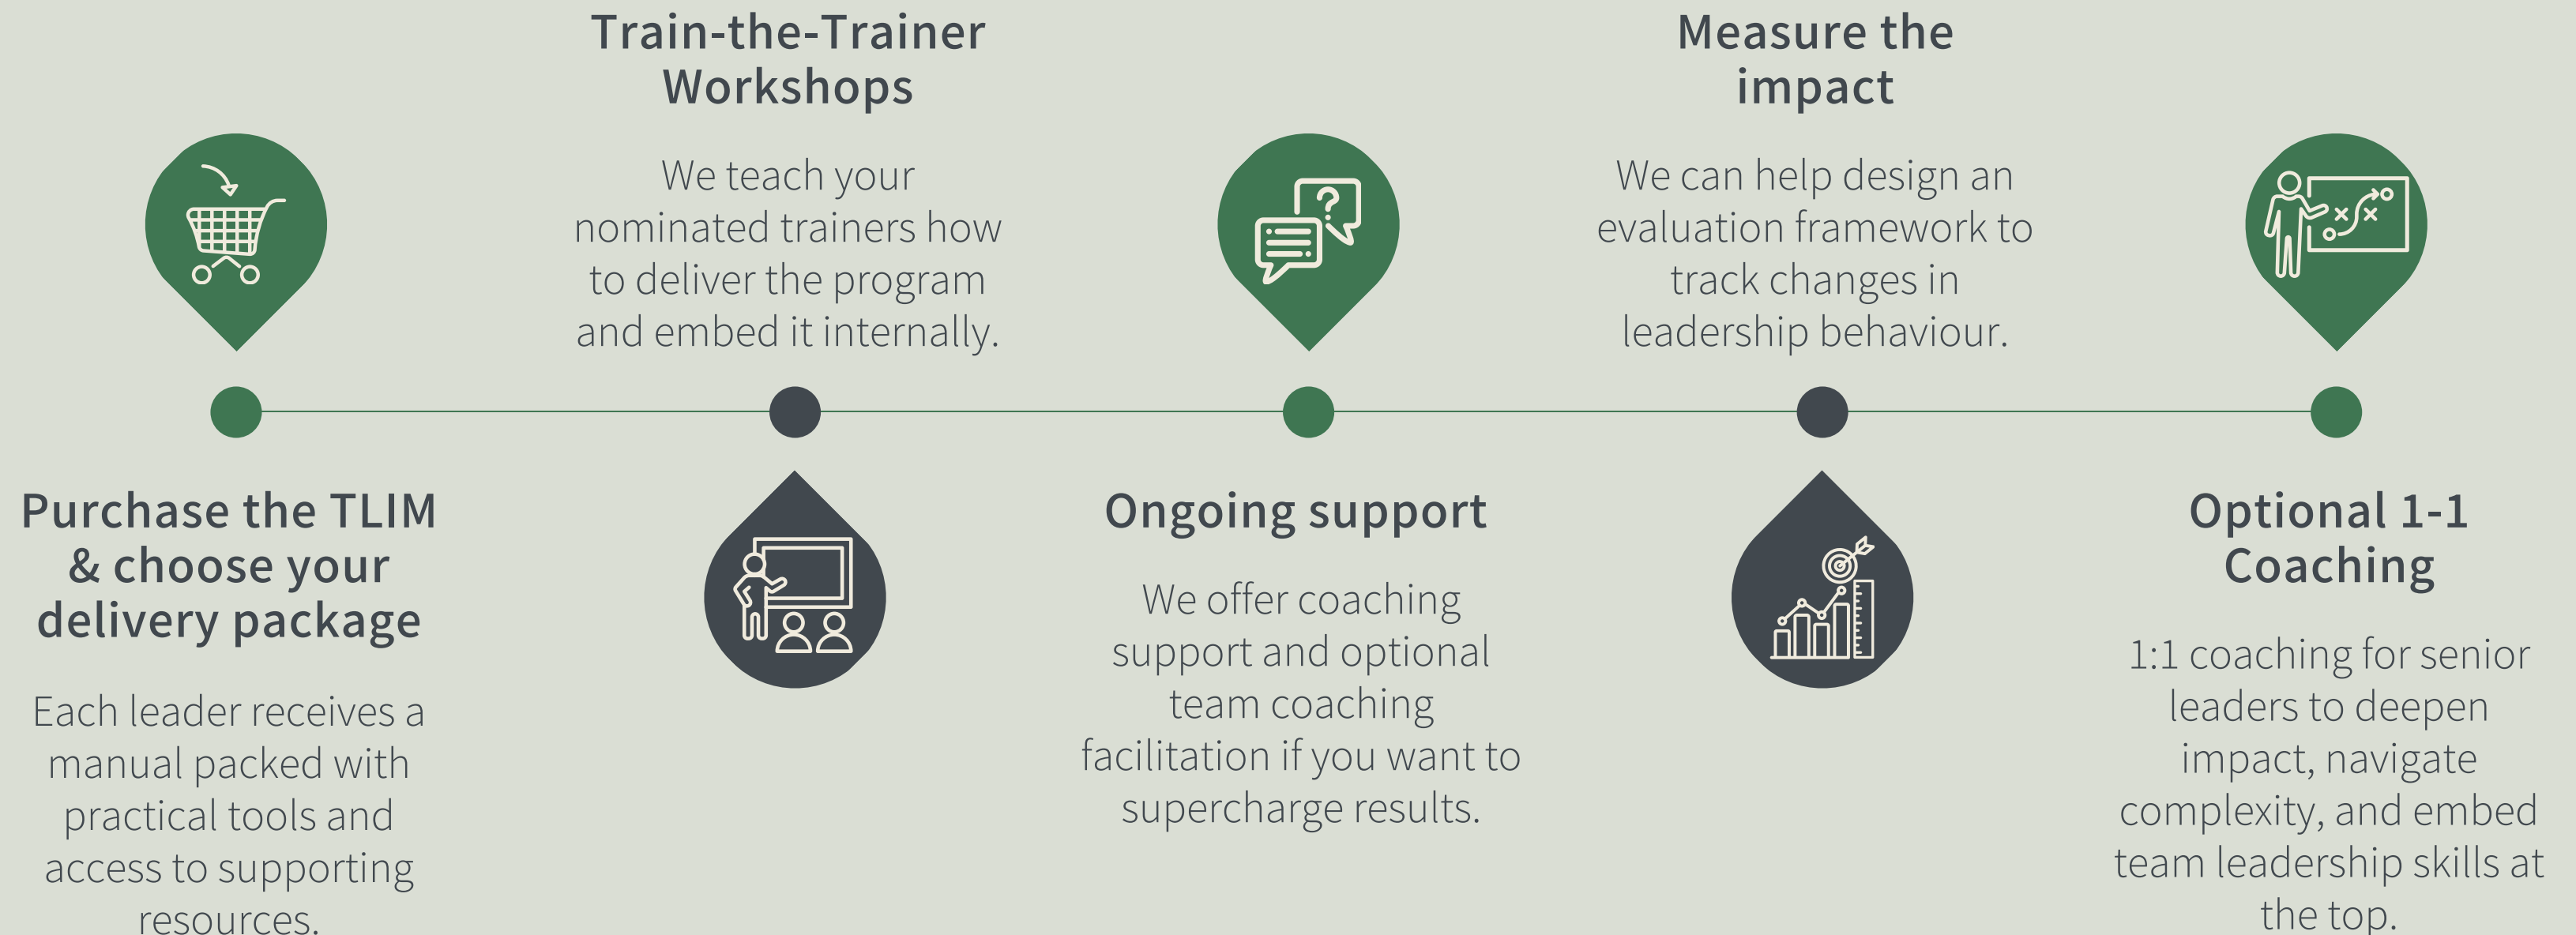 Purchase the TLIM
& choose your
delivery package
Each leader receives a
manual packed with
practical tools and
access to supporting
resources.
Train-the-Trainer
Workshops
We teach your
nominated trainers how
to deliver the program
and embed it internally.
Ongoing support
We offer coaching
support and optional
team coaching
facilitation if you want to
supercharge results.
Measure the
impact
We can help design an
evaluation framework to
track changes in
leadership behaviour.
Optional 1-1
Coaching
1:1 coaching for senior
leaders to deepen
impact, navigate
complexity, and embed
team leadership skills at
the top.